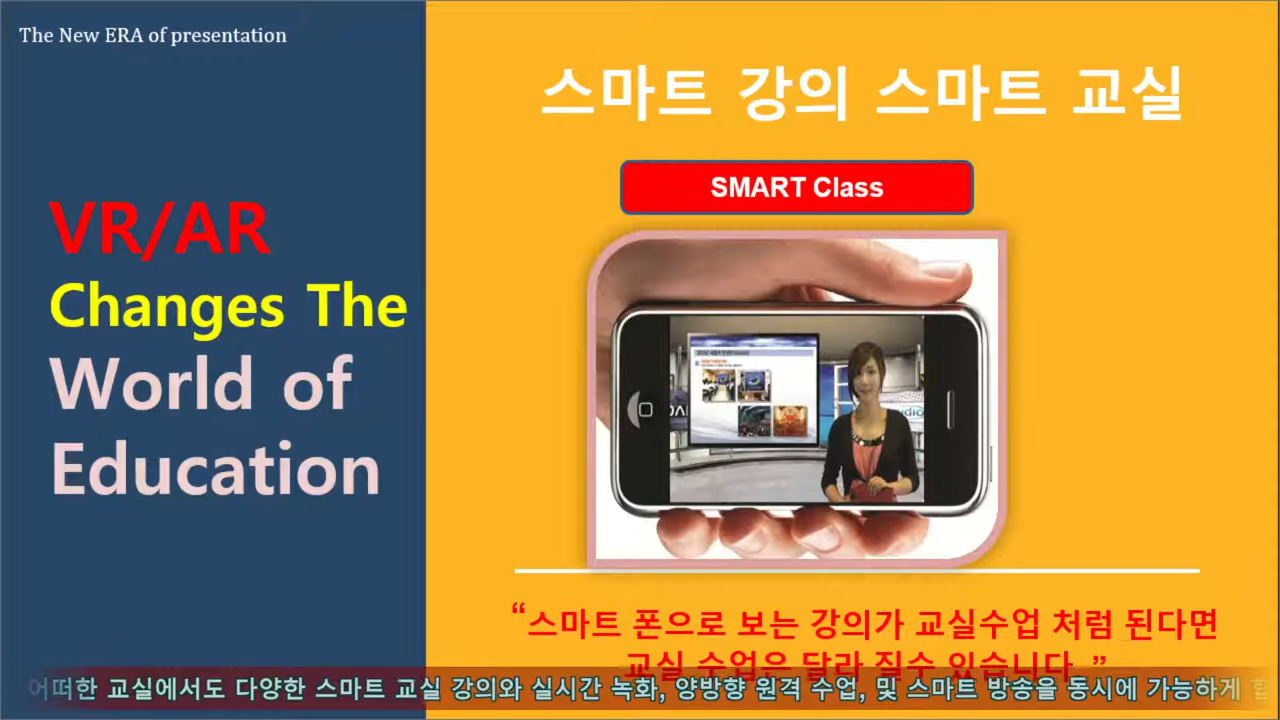 The New ERA of presentation
VR/AR
Changes The
World of
Education
스마트 강의 스마트 교실
SMART Class
“스마트 폰으로 보는 강의가 교실수업 처럼 된다면
교실 수업은 달라 질수 있습니다. ”
어떠한 교실에서도 다양한 스마트 교실 강의와 실시간 녹화, 양방향 원격 수업, 및 스마트 방송을 동시에 가능하게